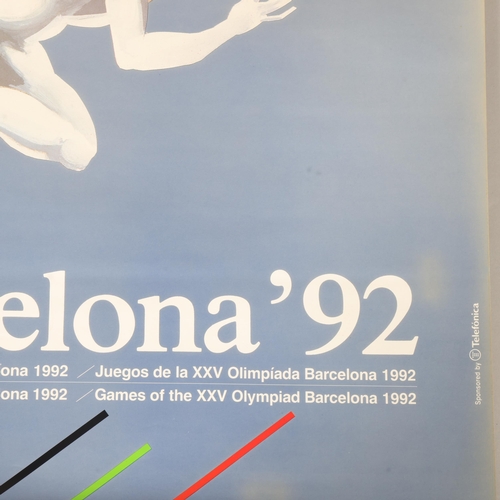 elona '92
ona 1992 / Juegos de la XXV Olimpíada Barcelona 1992
ona 1992 / Games of the XXV Olympiad Barcelona 1992
Sponsored by Telefónica